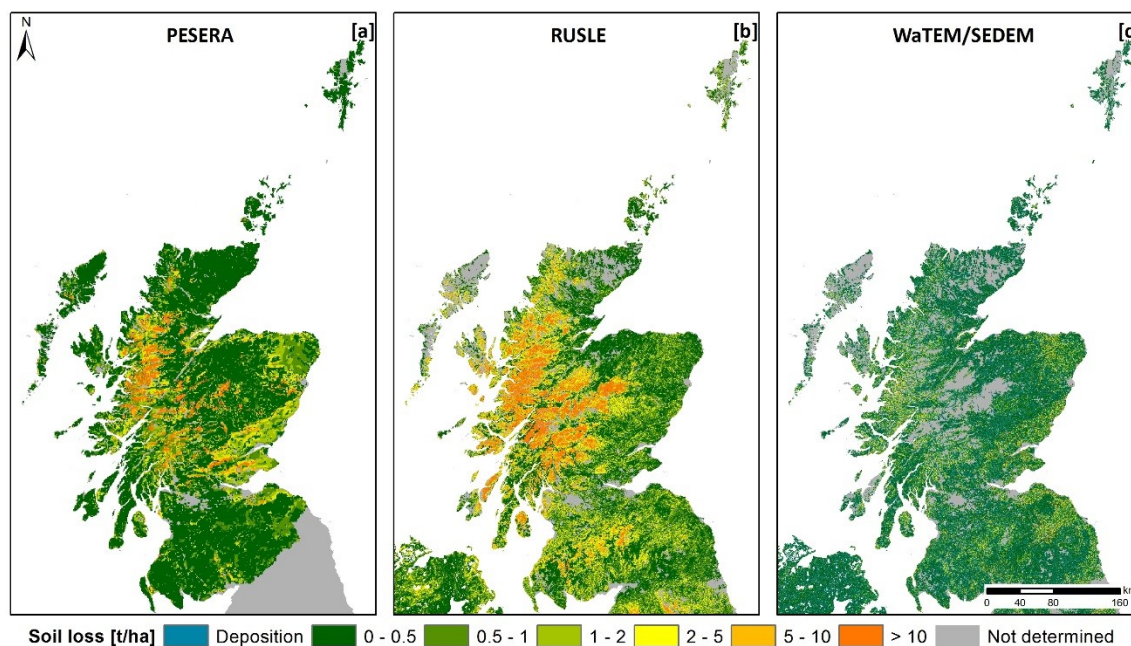 N
PESERA
[a]
RUSLE
[b]
WaTEM/SEDEM
[c]
km
0 40 80 160
Soil loss [t/ha] Deposition 0 - 0.5 0.5 - 1 1 - 2 2 - 5 5 - 10 > 10 Not determined